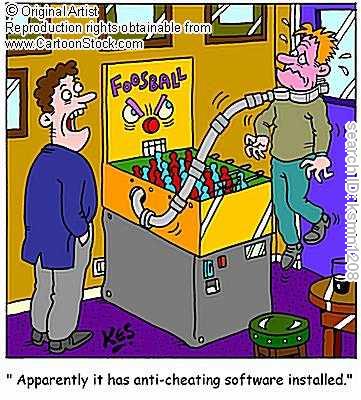 © Original Artist
Reproduction rights obtainable from
www.CartoonStock.com
FOOSBALL
KES
" Apparently it has anti-cheating software installed."